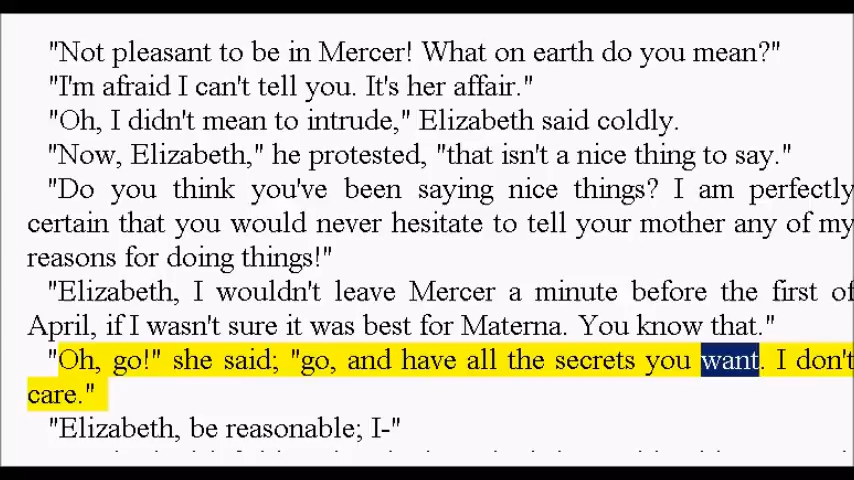 "Not pleasant to be in Mercer! What on earth do you mean?"
"I'm afraid I can't tell you. It's her affair."
"Oh, I didn't mean to intrude," Elizabeth said coldly.
"Now, Elizabeth," he protested, "that isn't a nice thing to say."
"Do you think you've been saying nice things? I am perfectly
certain that you would never hesitate to tell your mother any of my
reasons for doing things!"
"Elizabeth, I wouldn't leave Mercer a minute before the first of
April, if I wasn't sure it was best for Materna. You know that."
"Oh, go!" she said; "go, and have all the secrets you want. I don't
care."
"Elizabeth, be reasonable; I-"